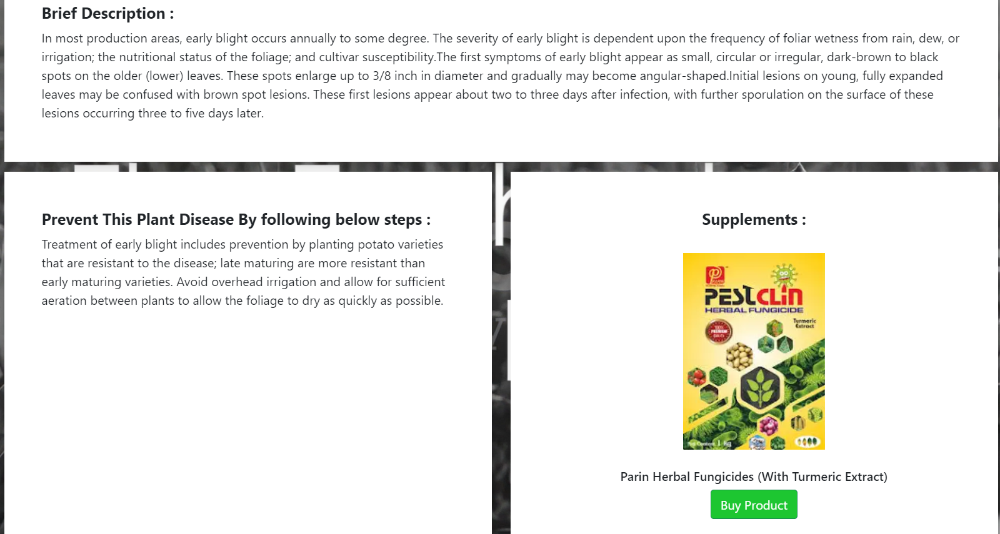 Brief Description :
In most production areas, early blight occurs annually to some degree. The severity of early blight is dependent upon the frequency of foliar wetness from rain, dew, or
irrigation; the nutritional status of the foliage; and cultivar susceptibility.The first symptoms of early blight appear as small, circular or irregular, dark-brown to black
spots on the older (lower) leaves. These spots enlarge up to 3/8 inch in diameter and gradually may become angular-shaped.Initial lesions on young, fully expanded
leaves may be confused with brown spot lesions. These first lesions appear about two to three days after infection, with further sporulation on the surface of these
lesions occurring three to five days later.
Prevent This Plant Disease By following below steps :
Treatment of early blight includes prevention by planting potato varieties
that are resistant to the disease; late maturing are more resistant than
early maturing varieties. Avoid overhead irrigation and allow for sufficient
aeration between plants to allow the foliage to dry as quickly as possible.
Supplements :
PESTCLIN
HERBAL FUNGICIDE
Turmeric
Extract
100%
PREMIUM
Net Content. 1 Kg
Parin Herbal Fungicides (With Turmeric Extract)
Buy Product